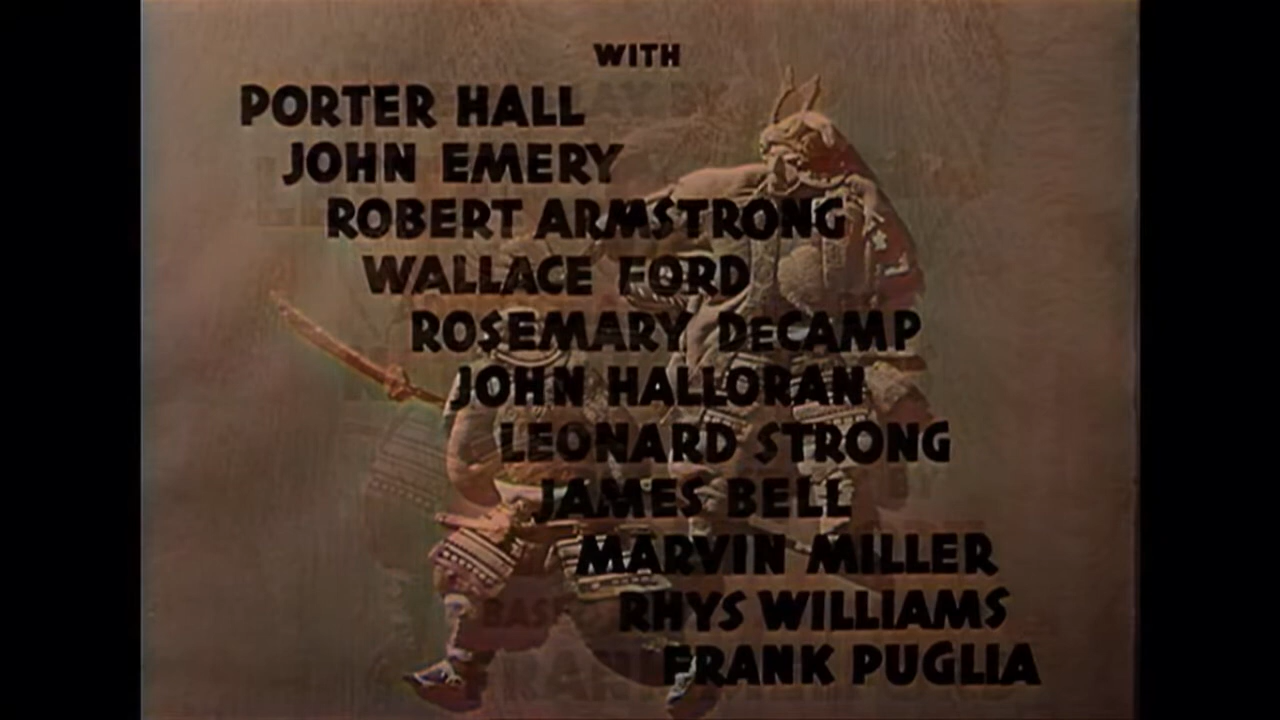 WITH
PORTER HALL
JOHN EMERY
ROBERT ARMSTRONG
WALLACE FORD
ROSEMARY DECAMP
JOHN HALLORAN
LEONARD STRONG
JAMES BELL
MARVIN MILLER
RHYS WILLIAMS
FRANK PUGLIA